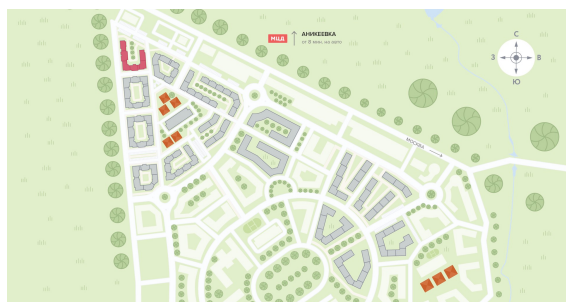 МЦД
АНИКЕЕВКА
от 8 мин. на авто
С
З
В
Ю
МОСКВА